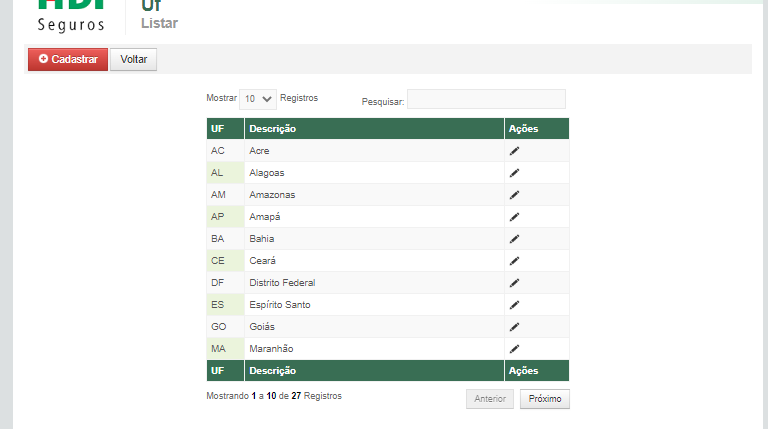 HDI
Seguros
Uf
Listar
Cadastrar Voltar
Mostrar 10 Registros Pesquisar:
UF Descrição Ações
AC Acre
AL Alagoas
AM Amazonas
AP Amapá
BA Bahia
CE Ceará
DF Distrito Federal
ES Espírito Santo
GO Goiás
MA Maranhão
UF Descrição Ações
Mostrando 1 a 10 de 27 Registros Anterior Próximo